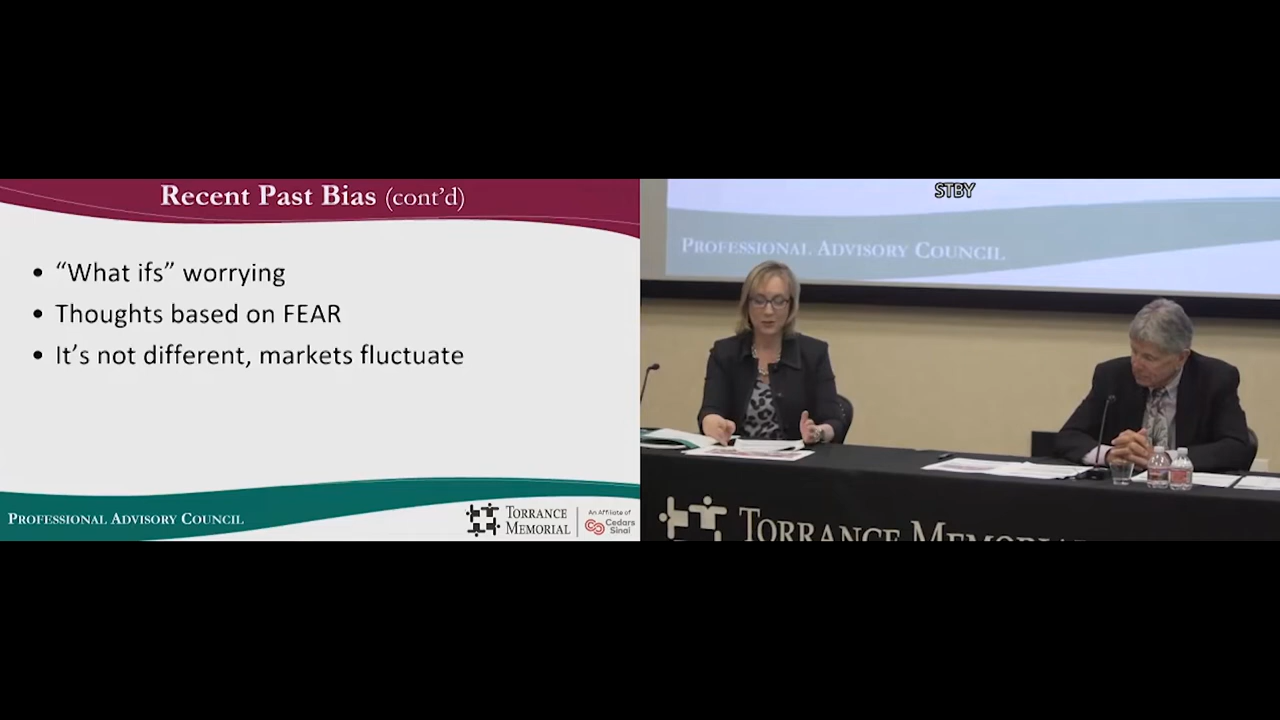 Recent Past Bias (cont’d)
• “What ifs” worrying
• Thoughts based on FEAR
• It’s not different, markets fluctuate
PROFESSIONAL ADVISORY COUNCIL
TORRANCE
MEMORIAL
An Affiliate of
Cedars
Sinai
STBY
PROFESSIONAL ADVISORY COUNCIL
TORRANCE MEMORIA